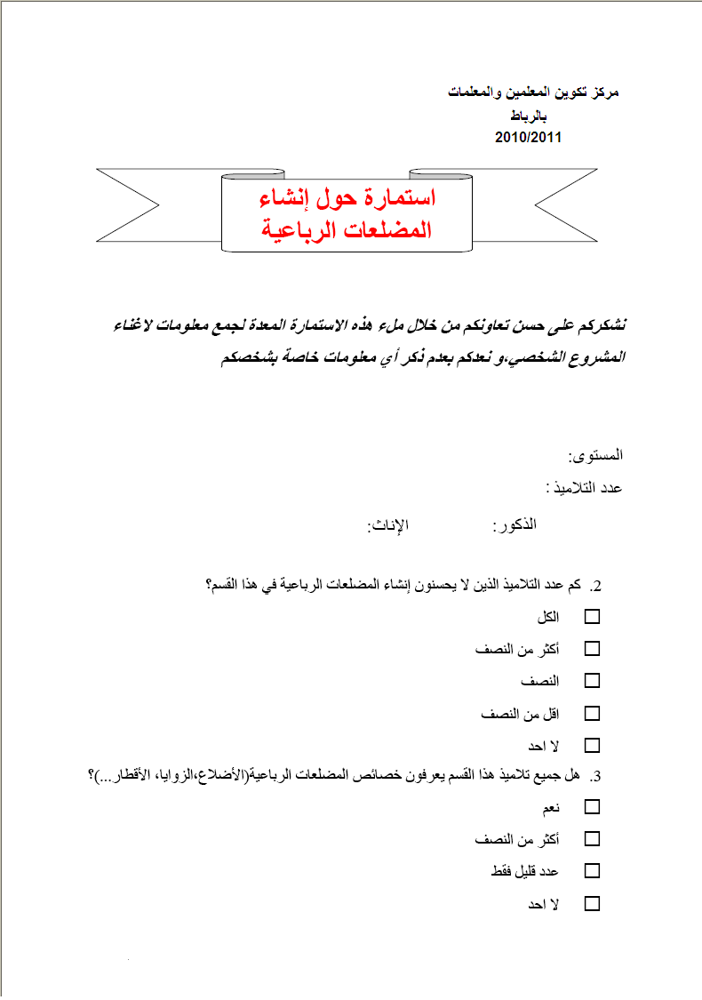 مركز تكوين المعلمين والمعلمات
بالرباط
2010/2011
استمارة حول إنشاء
المضلعات الرباعية
نشكركم على حسن تعاونكم من خلال ملء هذه الاستمارة المعدة لجمع معلومات لاغناء
المشروع الشخصي،و نعدكم بعدم ذكر أي معلومات خاصة بشخصكم
المستوى:
عدد التلاميذ :
الذكور: الإناث:
2. كم عدد التلاميذ الذين لا يحسنون إنشاء المضلعات الرباعية في هذا القسم؟
الكل
أكثر من النصف
النصف
اقل من النصف
لا احد
3. هل جميع تلاميذ هذا القسم يعرفون خصائص المضلعات الرباعية(الأضلاع،الزوايا، الأقطار...)؟
نعم
أكثر من النصف
عدد قليل فقط
لا احد